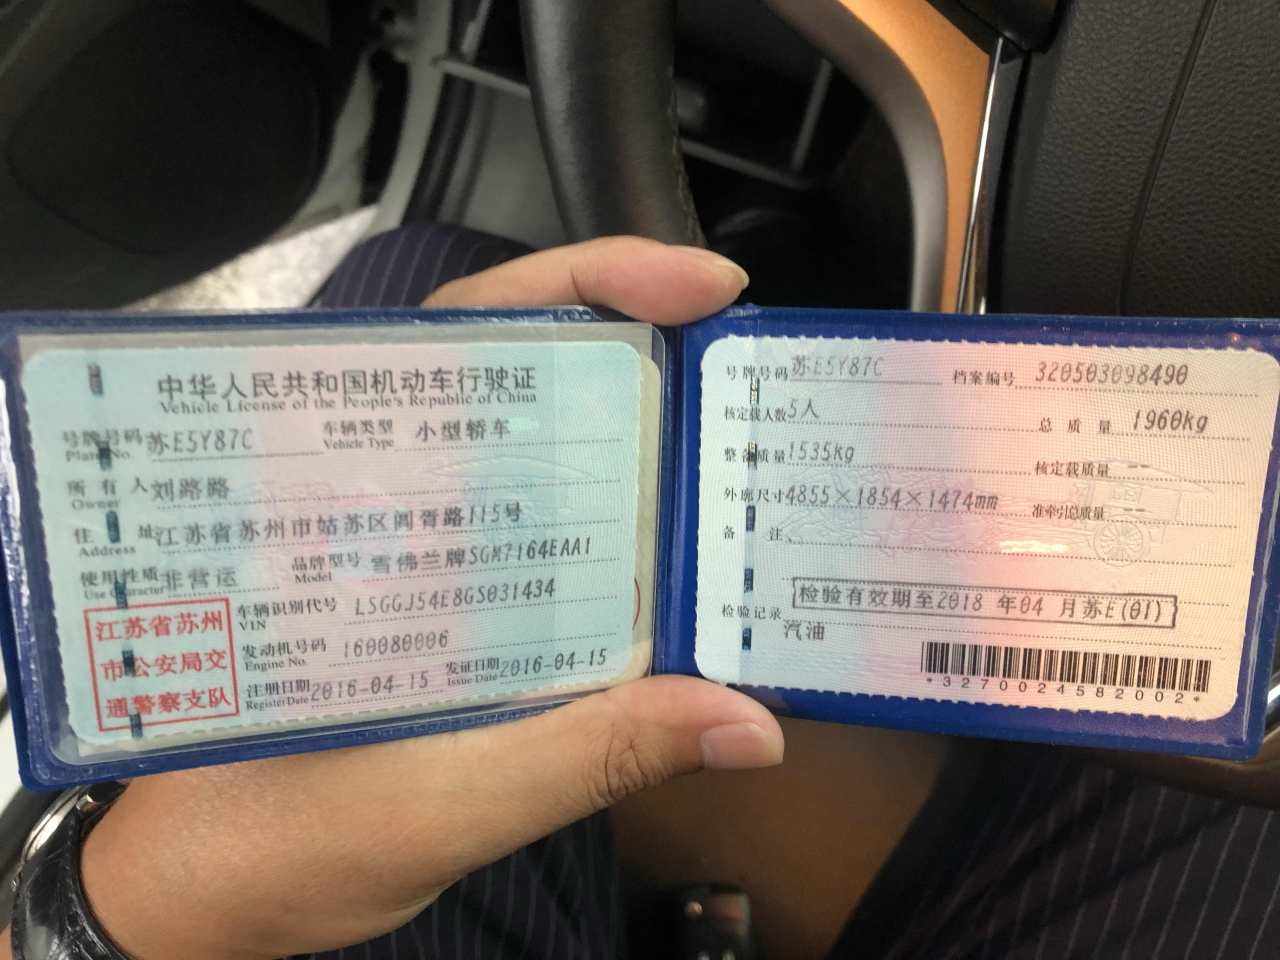 中华人民共和国机动车行驶证
Vehicle License of the People's Republic of China
号牌号码 苏E5Y87C 车辆类型 小型轿车
Plate No. Vehicle Type
所有人 刘路路
Owner
住址 江苏省苏州市姑苏区阊胥路115号
Address
使用性质 非营运 品牌型号 雪佛兰牌SGM7164EAA1
Use Character Model
江苏省苏州
市公安局交
通警察支队
车辆识别代号 LSGGJ54E8GS031434
VIN
发动机号码 160080006
Engine No.
注册日期 2016-04-15 发证日期 2016-04-15
Register Date Issue Date
号牌号码 苏E5Y87C 档案编号 320503098490
核定载人数 5人 总质量 1960kg
整备质量 1535kg 核定载质量 --
外廓尺寸 4855×1854×1474mm 准牵引总质量 --
备注
检验有效期至2018年04月苏E(01)
检验记录
汽油
*3270024582002*